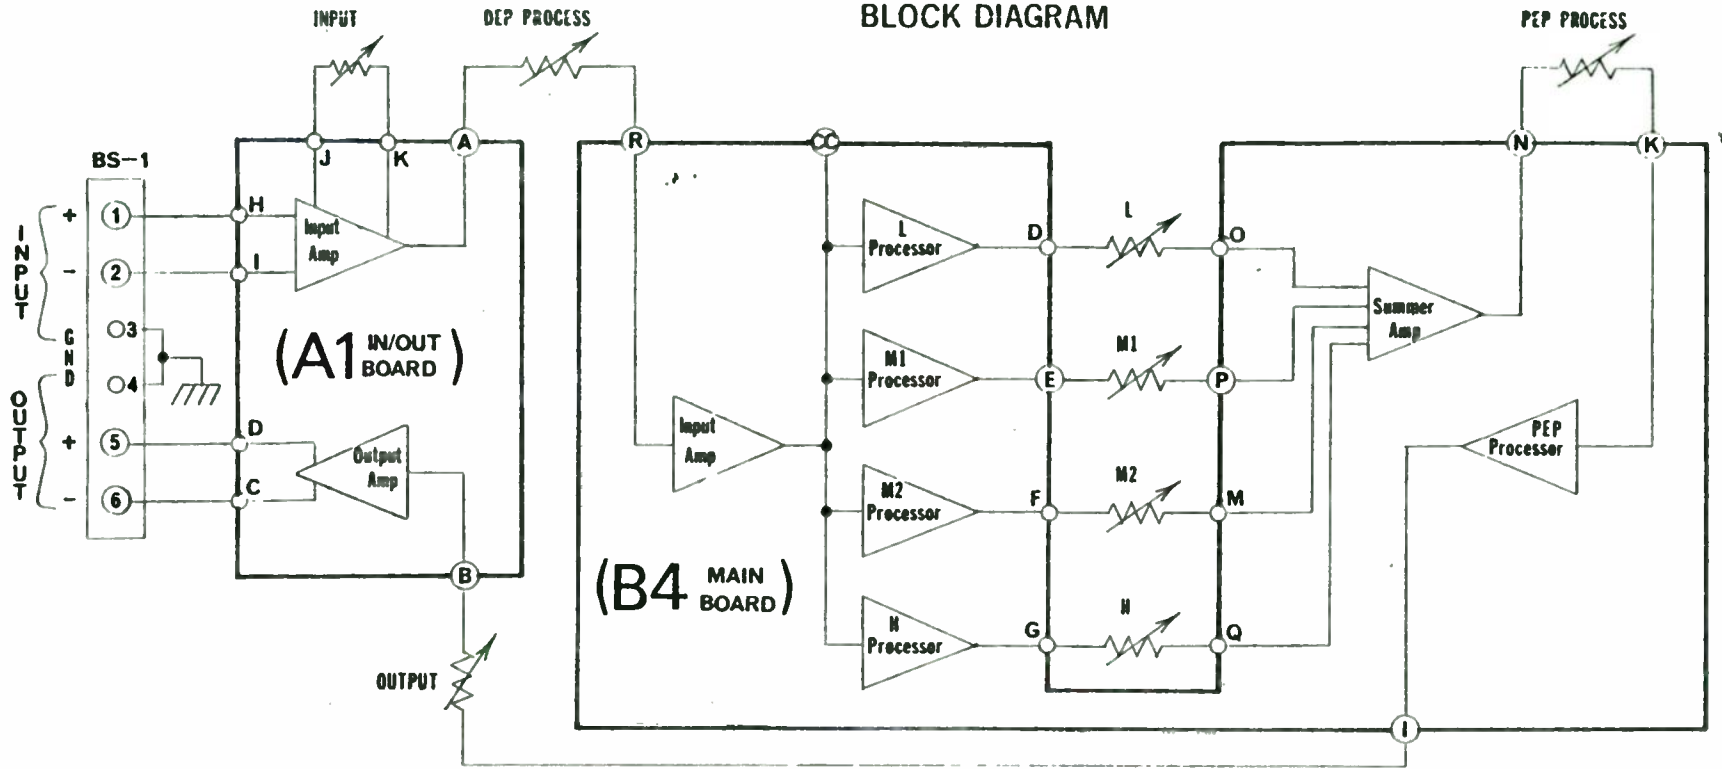 BLOCK DIAGRAM
INPUT
DEP PROCESS
PEP PROCESS
J
K
A
R
CC
N
K
BS-1
INPUT
+
1
H
-
2
I
Input
Amp
GND
3
4
(A1 IN/OUT
BOARD)
OUTPUT
+
5
D
-
6
C
Output
Amp
B
OUTPUT
Input
Amp
(B4 MAIN
BOARD)
L
Processor
D
L
O
M1
Processor
E
M1
P
M2
Processor
F
M2
M
H
Processor
G
H
Q
Summer
Amp
PEP
Processor
I